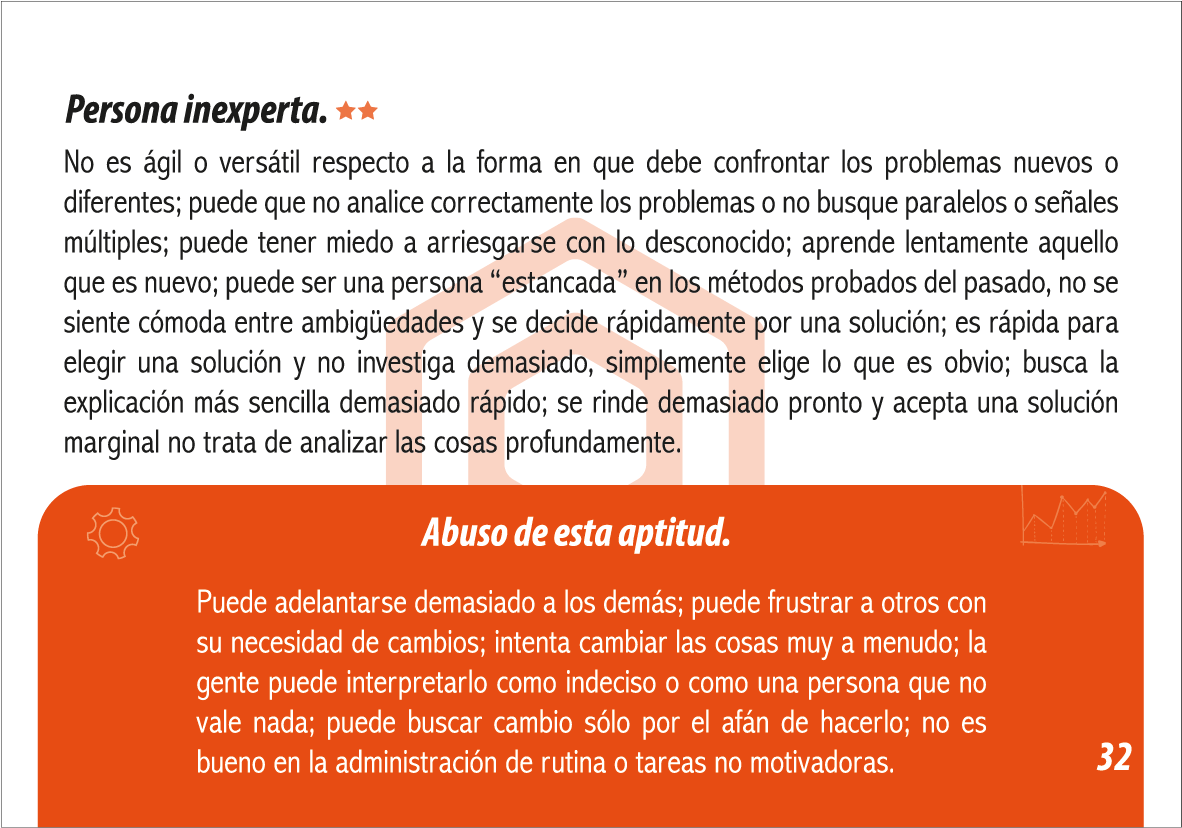 Persona inexperta.
No es ágil o versátil respecto a la forma en que debe confrontar los problemas nuevos o
diferentes; puede que no analice correctamente los problemas o no busque paralelos o señales
múltiples; puede tener miedo a arriesgarse con lo desconocido; aprende lentamente aquello
que es nuevo; puede ser una persona “estancada” en los métodos probados del pasado, no se
siente cómoda entre ambigüedades y se decide rápidamente por una solución; es rápida para
elegir una solución y no investiga demasiado, simplemente elige lo que es obvio; busca la
explicación más sencilla demasiado rápido; se rinde demasiado pronto y acepta una solución
marginal no trata de analizar las cosas profundamente.
Abuso de esta aptitud.
Puede adelantarse demasiado a los demás; puede frustrar a otros con
su necesidad de cambios; intenta cambiar las cosas muy a menudo; la
gente puede interpretarlo como indeciso o como una persona que no
vale nada; puede buscar cambio sólo por el afán de hacerlo; no es
bueno en la administración de rutina o tareas no motivadoras.
32